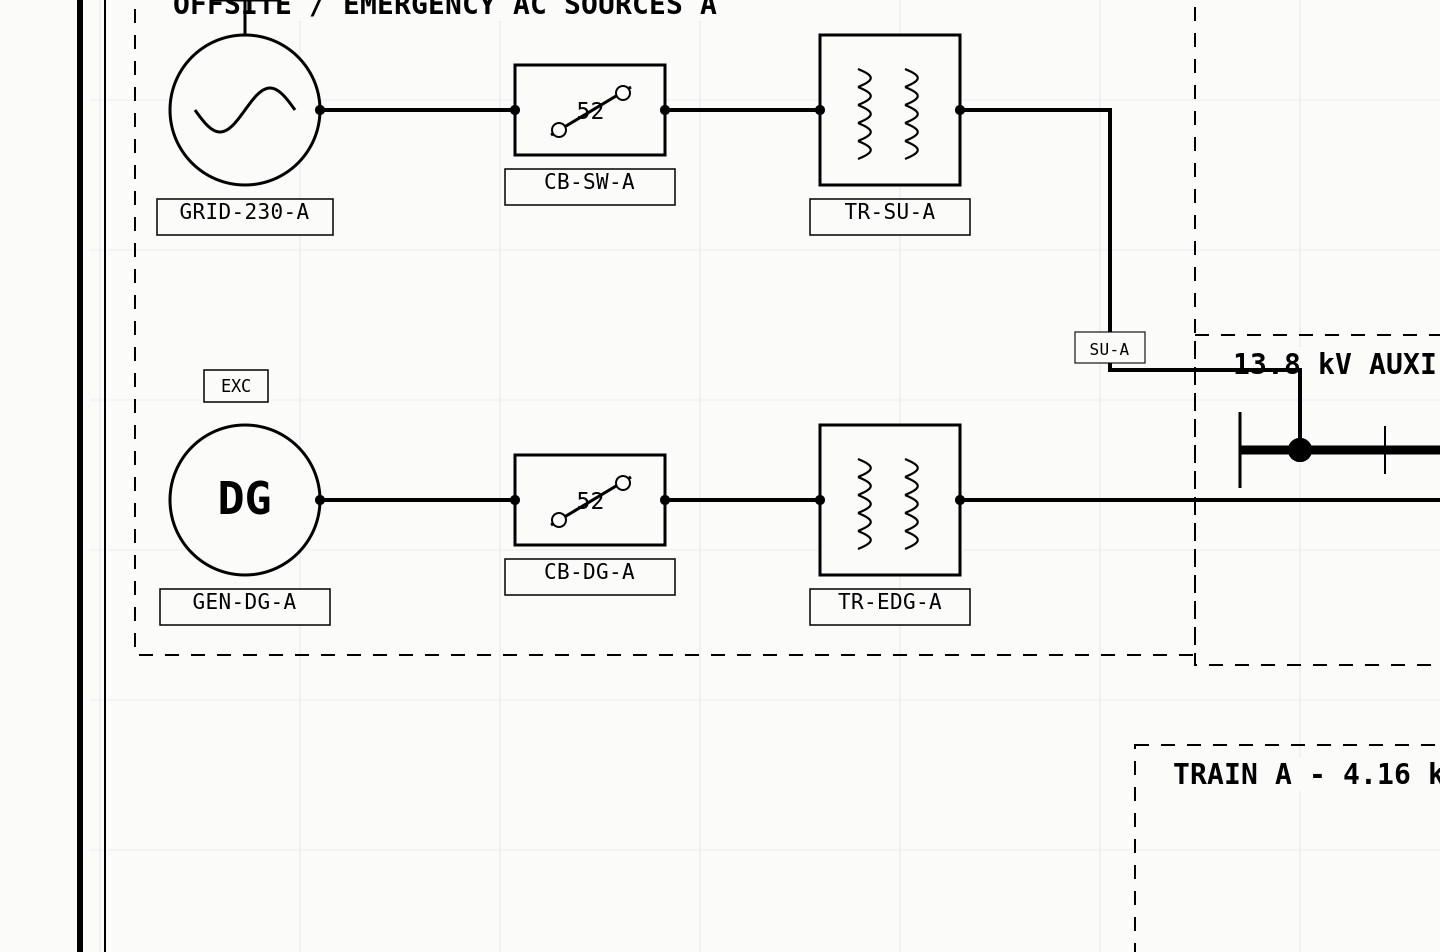 OFFSITE / EMERGENCY AC SOURCES A
52
CB-SW-A
GRID-230-A
TR-SU-A
SU-A
13.8 kV AUXI
EXC
DG
52
CB-DG-A
GEN-DG-A
TR-EDG-A
TRAIN A - 4.16 k